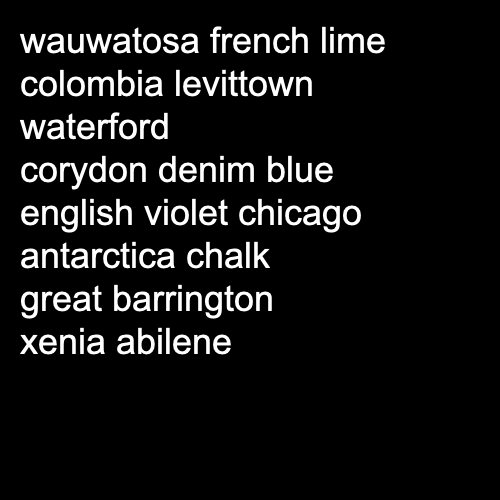 wauwatosa french lime
colombia levittown
waterford
corydon denim blue
english violet chicago
antarctica chalk
great barrington
xenia abilene